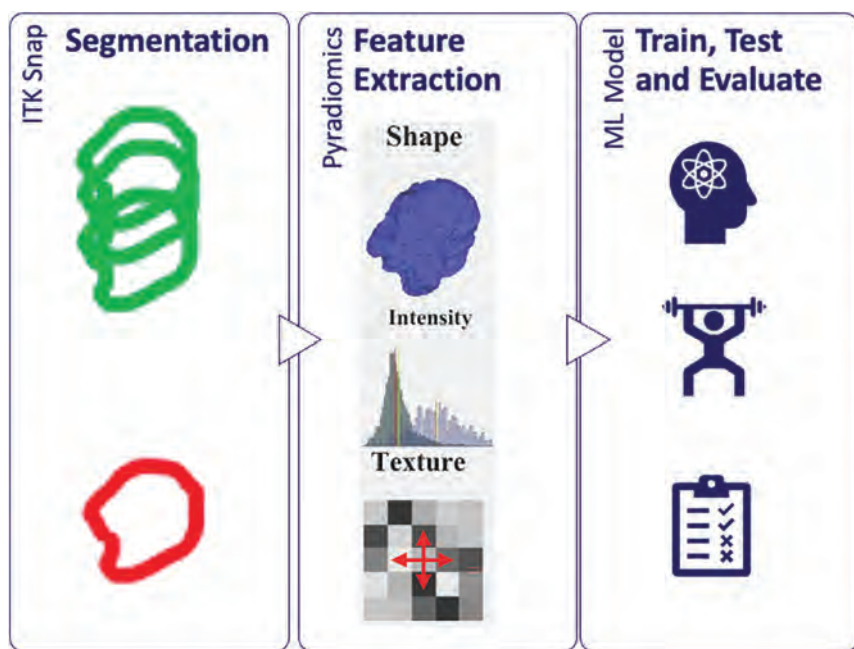 ITK Snap
Segmentation
Pyradiomics
Feature
Extraction
Shape
Intensity
Texture
ML Model
Train, Test
and Evaluate